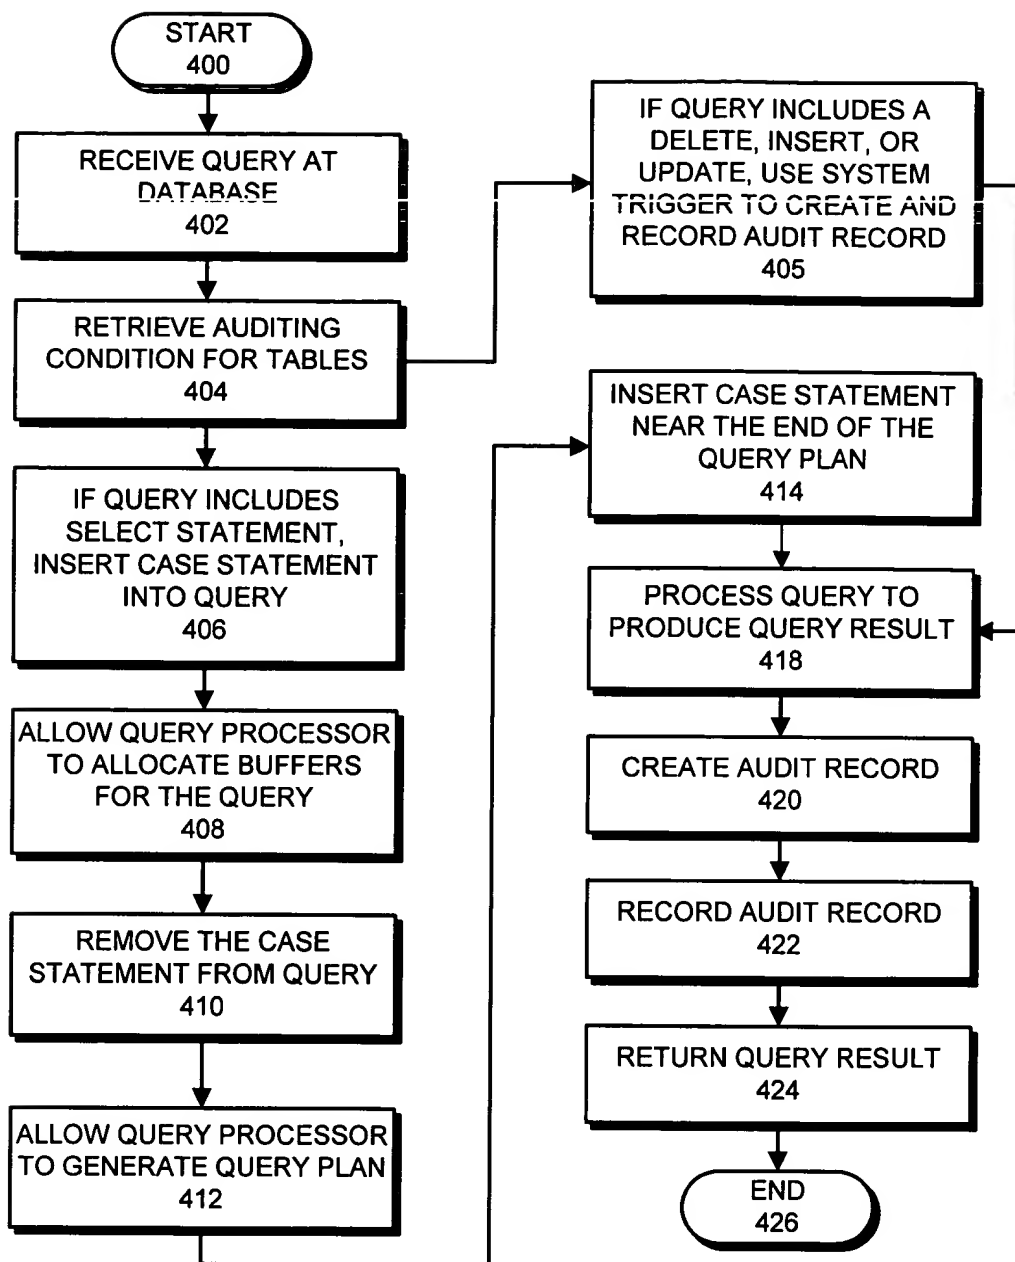 START
400
RECEIVE QUERY AT
DATABASE
402
RETRIEVE AUDITING
CONDITION FOR TABLES
404
IF QUERY INCLUDES
SELECT STATEMENT,
INSERT CASE STATEMENT
INTO QUERY
406
ALLOW QUERY PROCESSOR
TO ALLOCATE BUFFERS
FOR THE QUERY
408
REMOVE THE CASE
STATEMENT FROM QUERY
410
ALLOW QUERY PROCESSOR
TO GENERATE QUERY PLAN
412
IF QUERY INCLUDES A
DELETE, INSERT, OR
UPDATE, USE SYSTEM
TRIGGER TO CREATE AND
RECORD AUDIT RECORD
405
INSERT CASE STATEMENT
NEAR THE END OF THE
QUERY PLAN
414
PROCESS QUERY TO
PRODUCE QUERY RESULT
418
CREATE AUDIT RECORD
420
RECORD AUDIT RECORD
422
RETURN QUERY RESULT
424
END
426